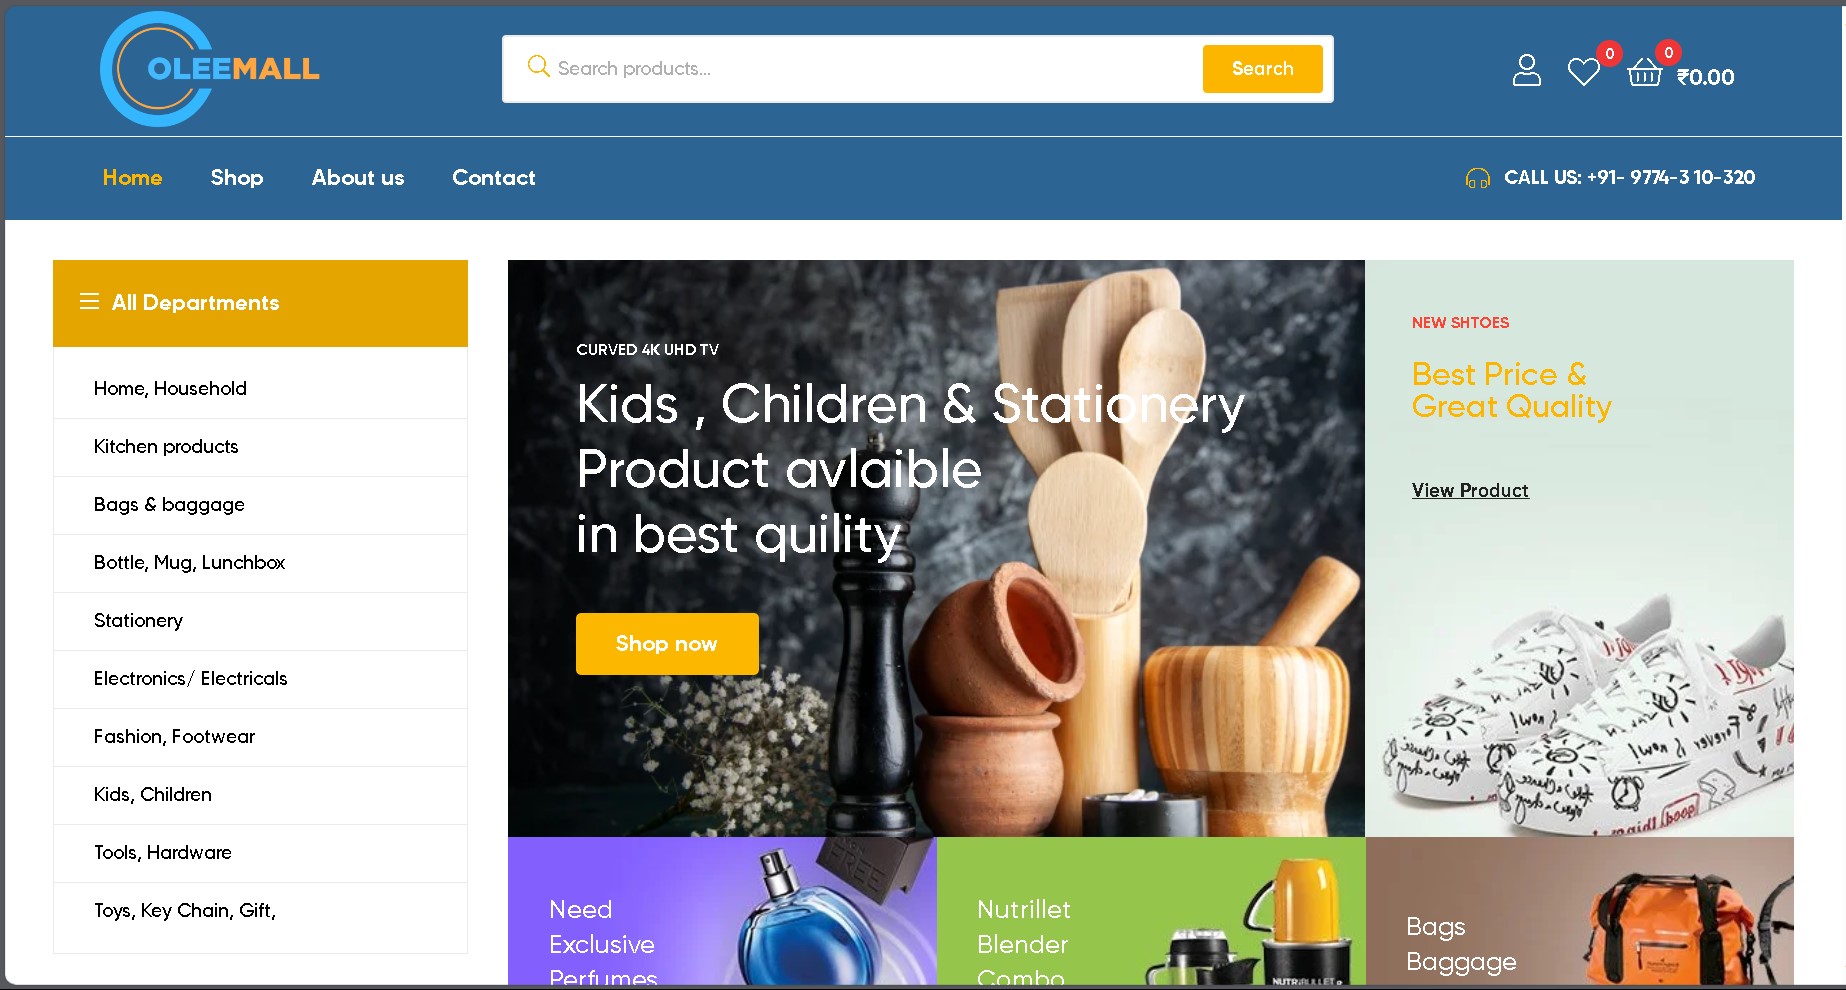 OLEEMALL
Search products...
Search
0
0
₹0.00
Home
Shop
About us
Contact
CALL US: +91- 9774-3 10-320
All Departments
Home, Household
Kitchen products
Bags & baggage
Bottle, Mug, Lunchbox
Stationery
Electronics/ Electricals
Fashion, Footwear
Kids, Children
Tools, Hardware
Toys, Key Chain, Gift,
CURVED 4K UHD TV
Kids , Children & Stationery
Product avlaible
in best quility
Shop now
NEW SHTOES
Best Price &
Great Quality
View Product
Need
Exclusive
Perfumes
FREE
Nutrillet
Blender
Combo
NUTRIBULLET
Bags
Baggage